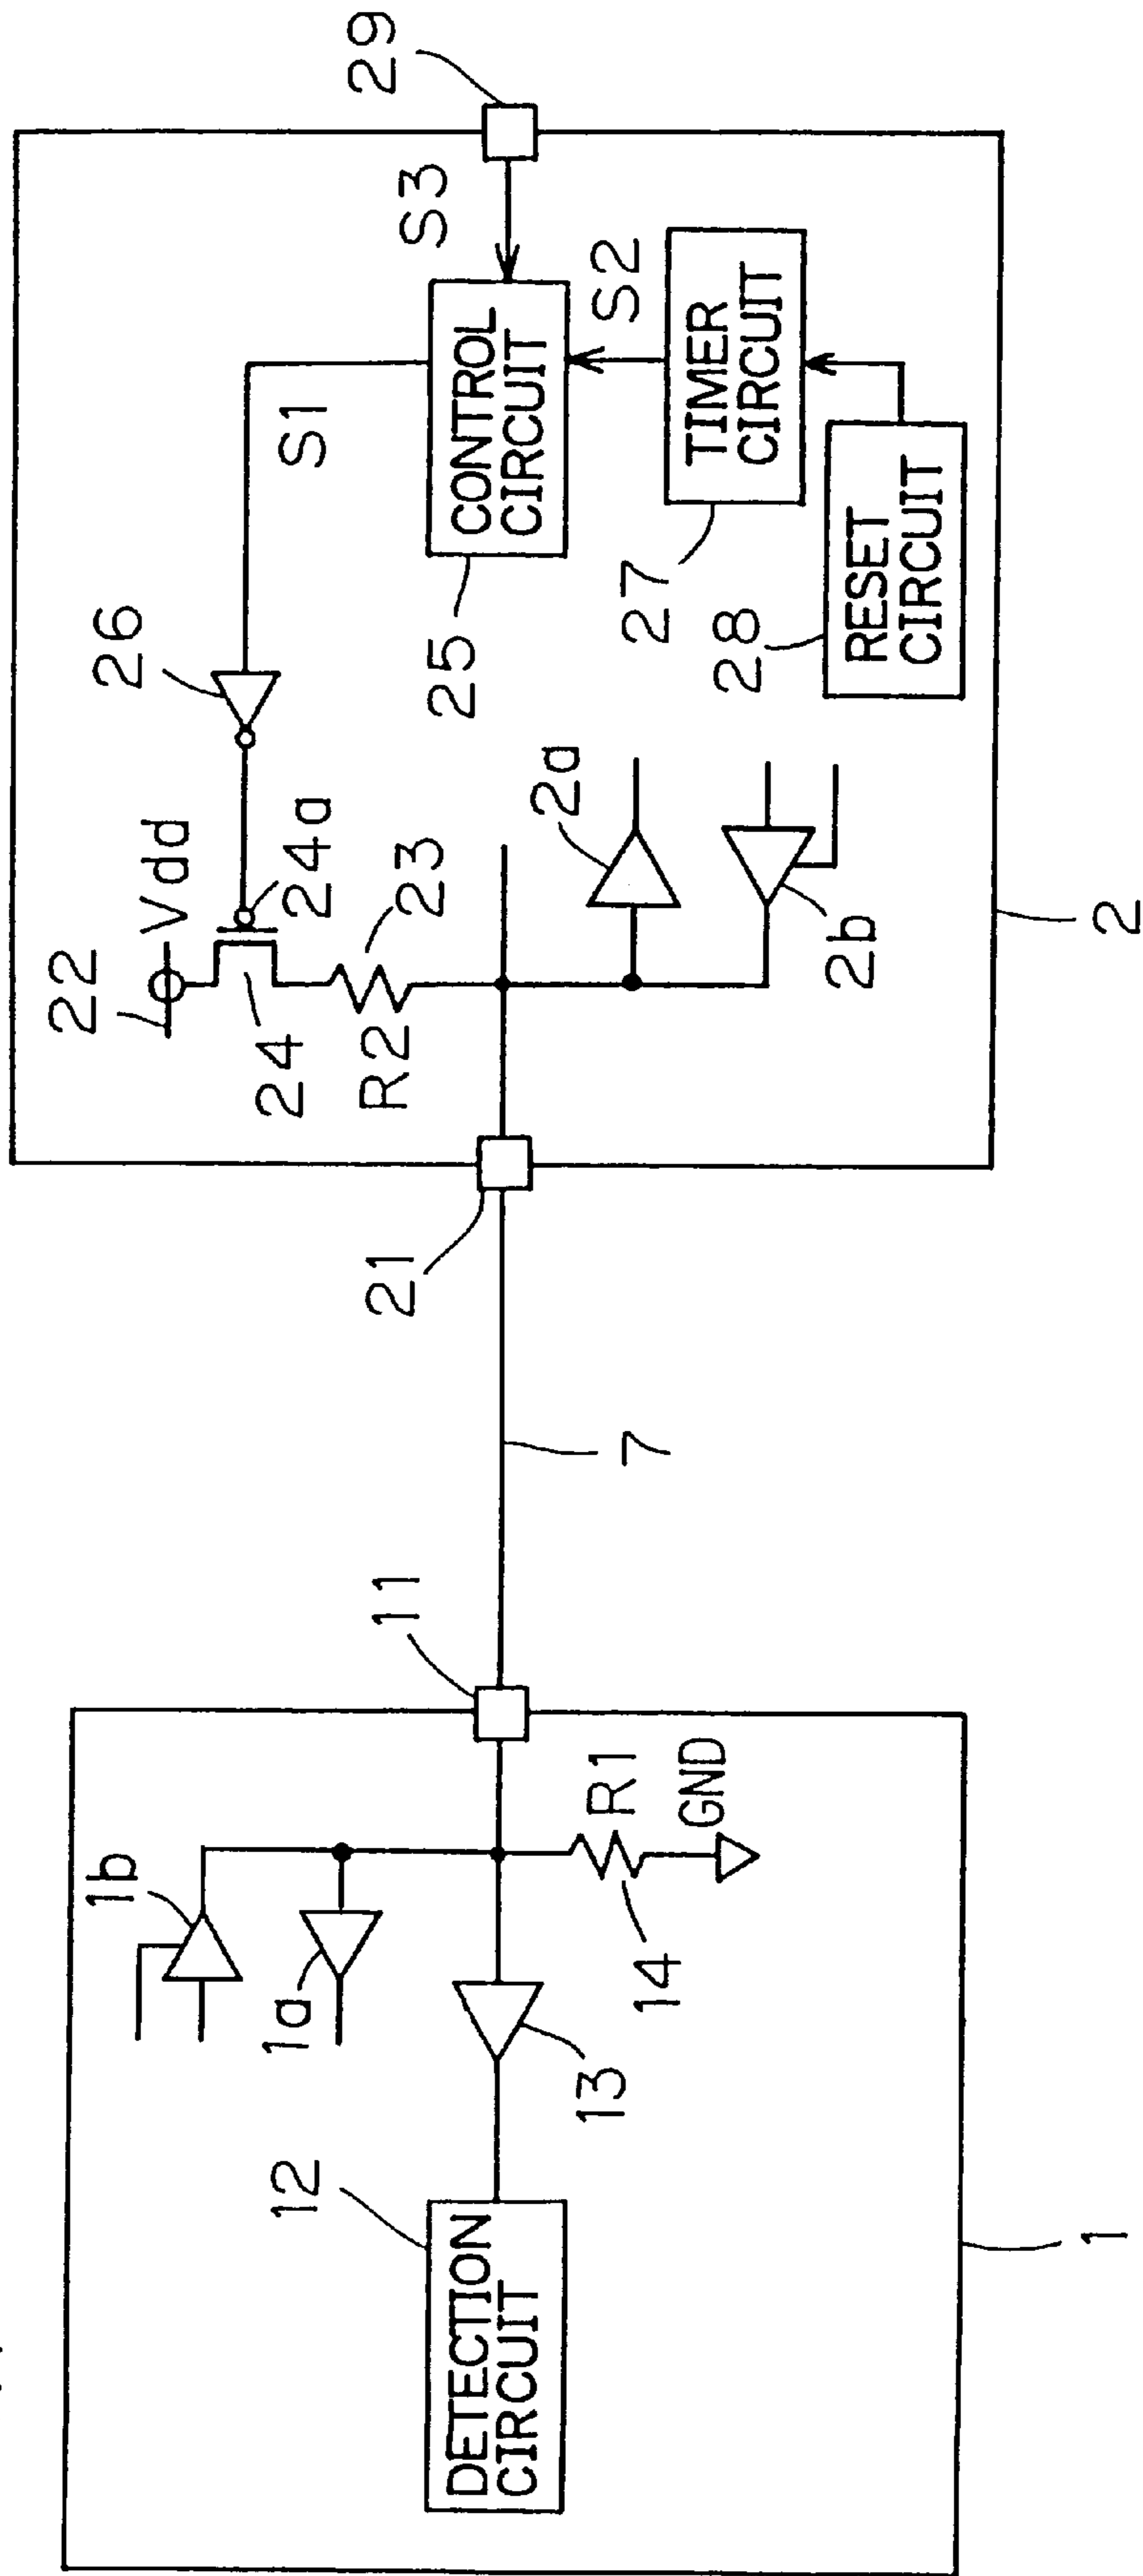 1b
1a
12
DETECTION
CIRCUIT
13
14
R1
GND
11
1
7
21
22
Vdd
24
24a
26
S1
R2
23
2a
2b
25
CONTROL
CIRCUIT
S3
29
S2
27
TIMER
CIRCUIT
28
RESET
CIRCUIT
2